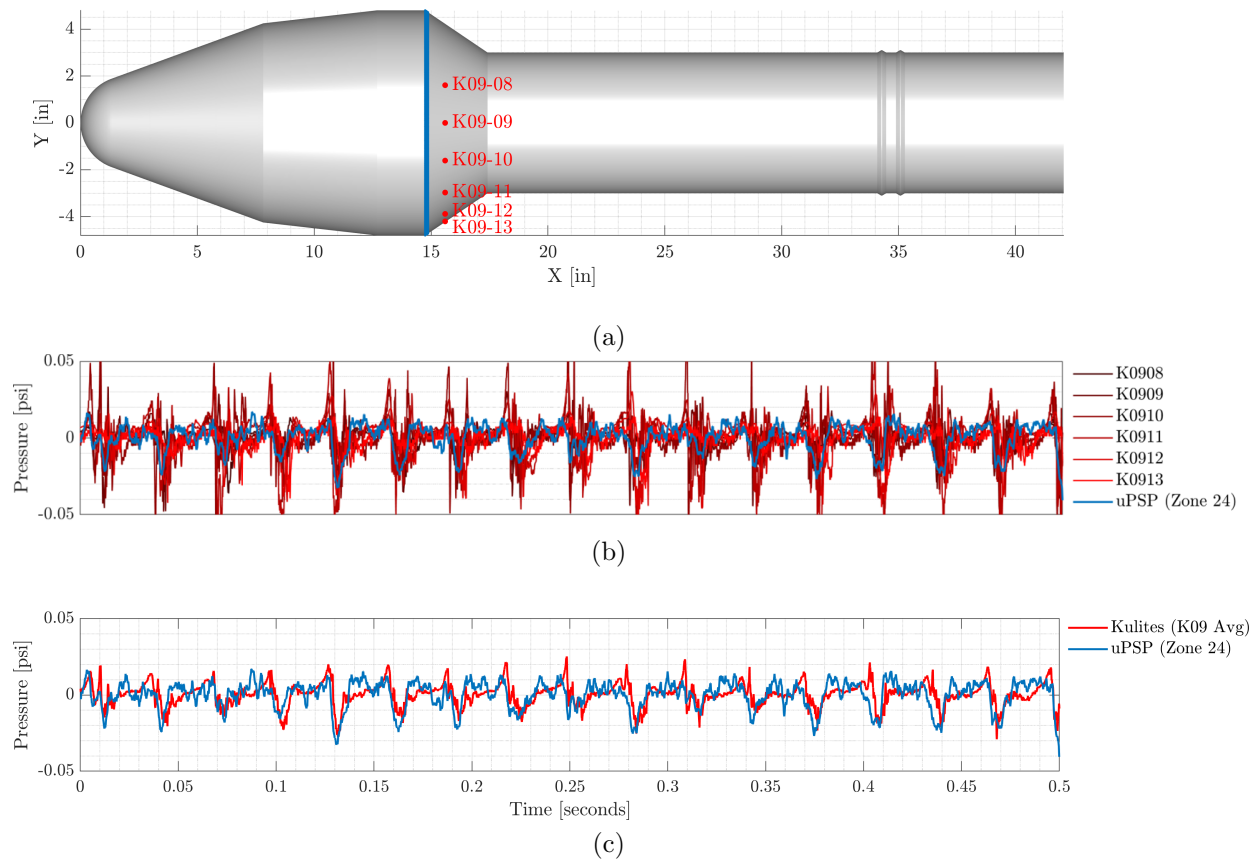 4
2
0
-2
-4
Y [in]
K09-08
K09-09
K09-10
K09-11
K09-12
K09-13
0 5 10 15 20 25 30 35 40
X [in]
(a)
0.05
0
-0.05
Pressure [psi]
K0908
K0909
K0910
K0911
K0912
K0913
uPSP (Zone 24)
(b)
0.05
0
-0.05
Pressure [psi]
Kulites (K09 Avg)
uPSP (Zone 24)
0 0.05 0.1 0.15 0.2 0.25 0.3 0.35 0.4 0.45 0.5
Time [seconds]
(c)